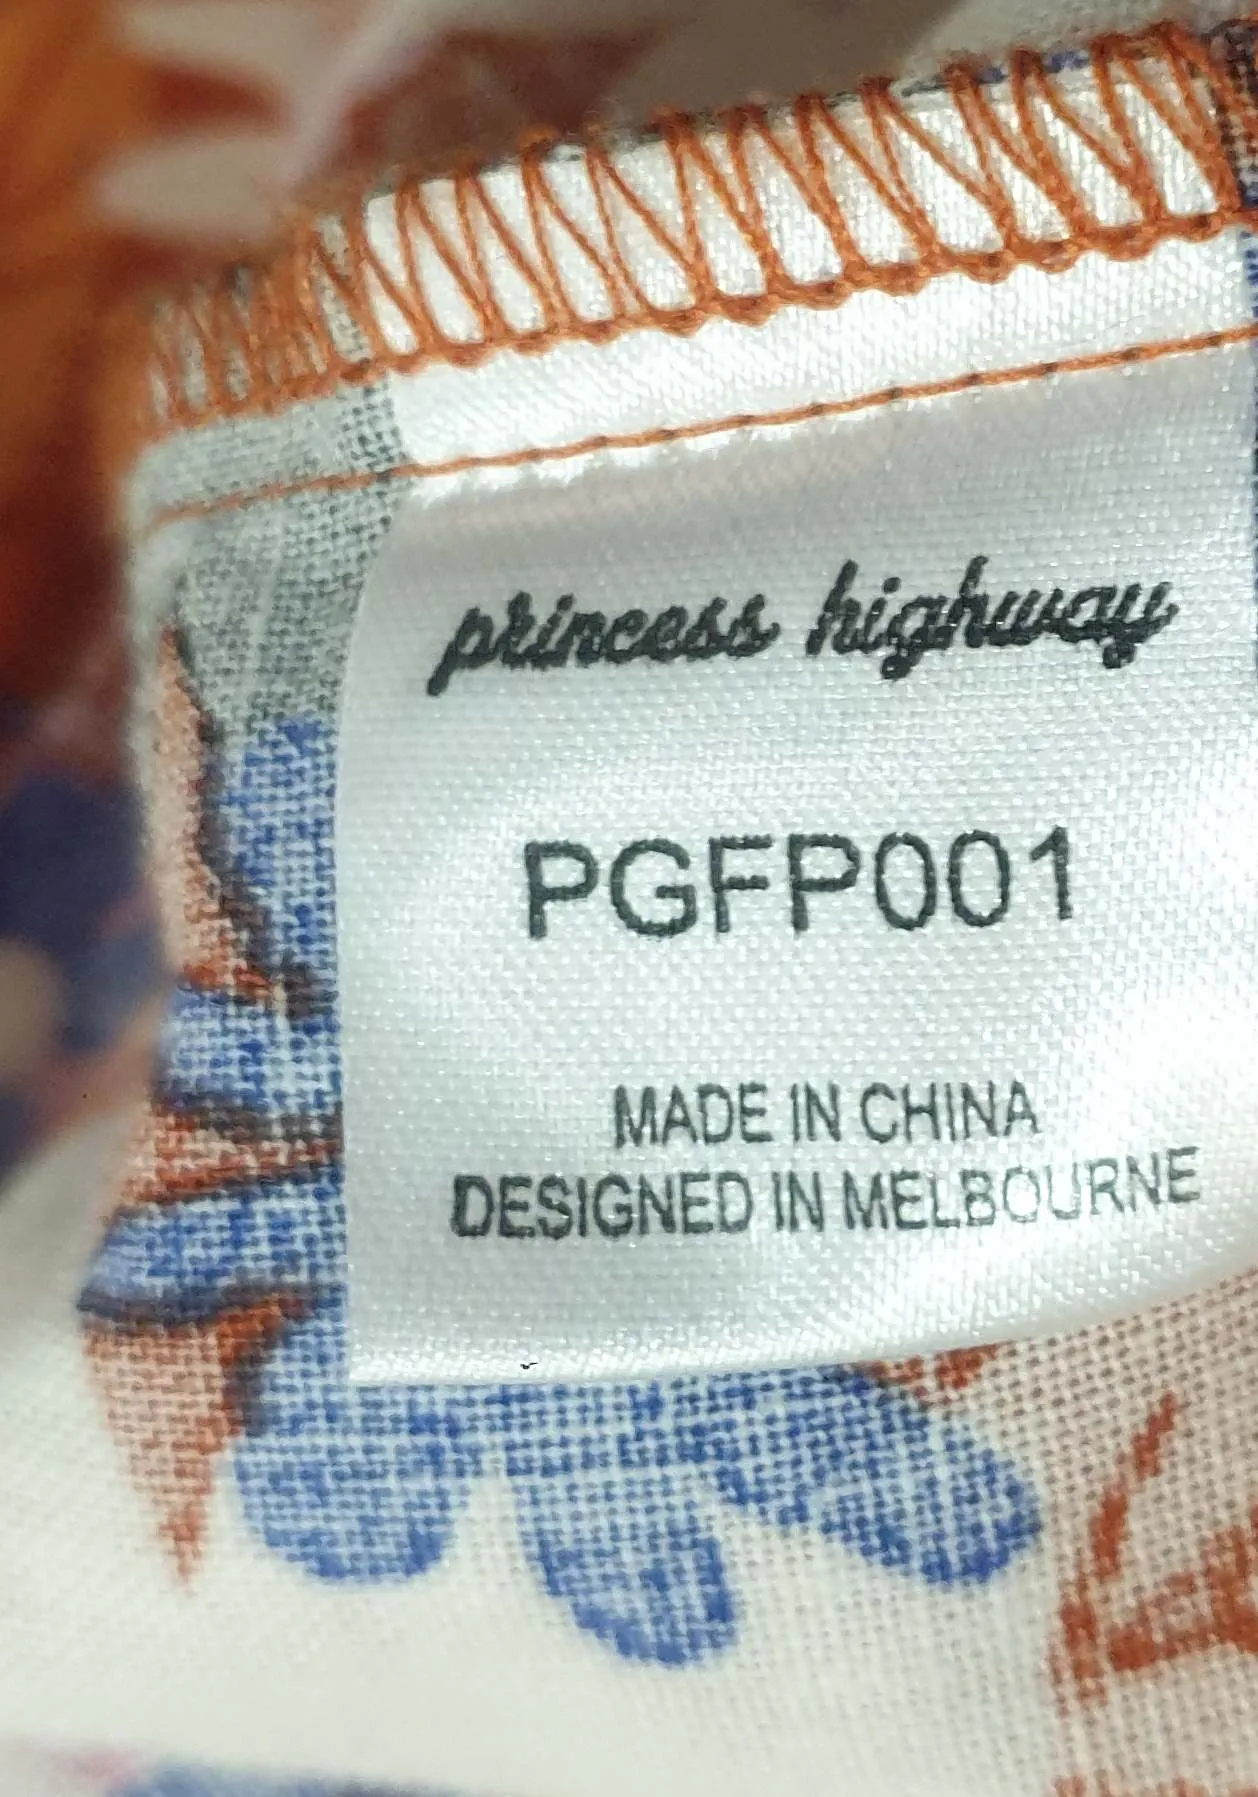 princess highway
PGFP001
MADE IN CHINA
DESIGNED IN MELBOURNE